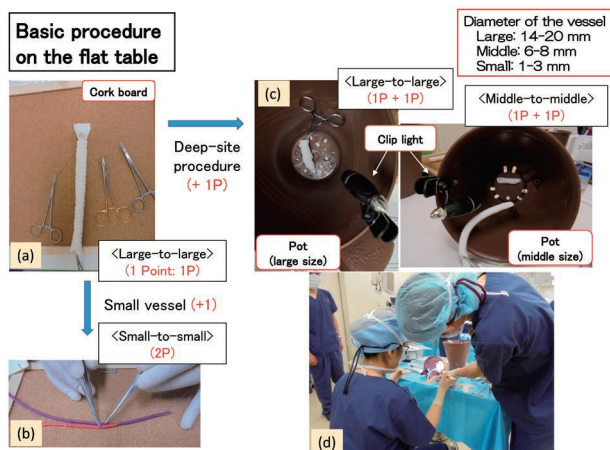 Basic procedure
on the flat table
Cork board
(a)
Deep-site
procedure
(+ 1P)
<Large-to-large>
(1 Point: 1P)
Small vessel (+1)
<Small-to-small>
(2P)
(b)
(c)
<Large-to-large>
(1P + 1P)
Clip light
Pot
(large size)
Diameter of the vessel
Large: 14-20 mm
Middle: 6-8 mm
Small: 1-3 mm
<Middle-to-middle>
(1P + 1P)
Pot
(middle size)
(d)